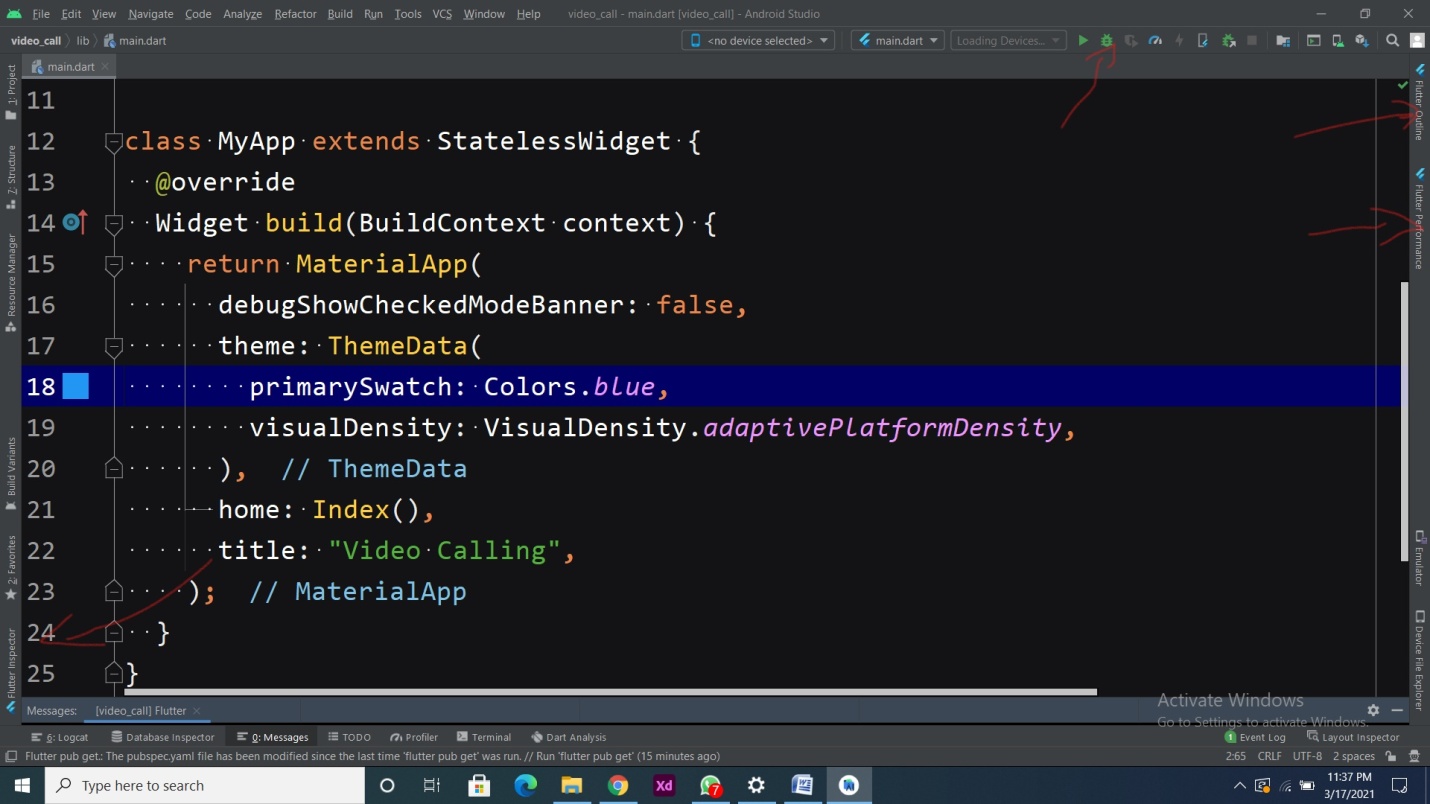 File Edit View Navigate Code Analyze Refactor Build Run Tools VCS Window Help video_call - main.dart [video_call] - Android Studio
video_call lib main.dart <no device selected> main.dart Loading Devices...
main.dart
1: Project
Z: Structure
Resource Manager
Build Variants
2: Favorites
Flutter Inspector
11
12 class MyApp extends StatelessWidget {
13 @override
14 Widget build(BuildContext context) {
15 return MaterialApp(
16 debugShowCheckedModeBanner: false,
17 theme: ThemeData(
18 primarySwatch: Colors.blue,
19 visualDensity: VisualDensity.adaptivePlatformDensity,
20 ), // ThemeData
21 home: Index(),
22 title: "Video Calling",
23 ); // MaterialApp
24 }
25 }
Flutter Outline
Flutter Performance
Emulator
Device File Explorer
Activate Windows
Go to Settings to activate Windows.
Messages: [video_call] Flutter
6: Logcat Database Inspector 0: Messages TODO Profiler Terminal Dart Analysis 1 Event Log Layout Inspector
Flutter pub get.: The pubspec.yaml file has been modified since the last time 'flutter pub get' was run. // Run 'flutter pub get' (15 minutes ago) 2:65 CRLF UTF-8 2 spaces
Type here to search Xd 7 11:37 PM
3/17/2021